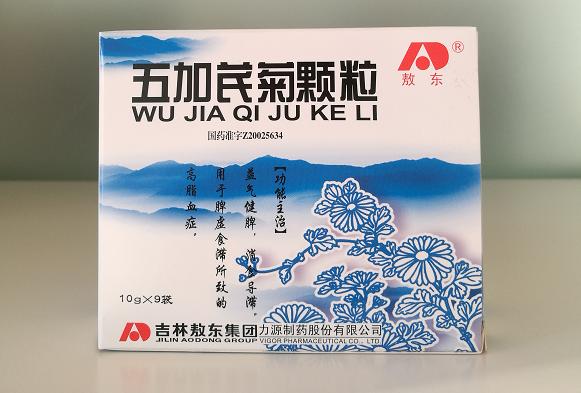 五加芪菊颗粒
WU JIA QI JU KE LI
国药准字Z20025634
敖东
®
【功能主治】
益气健脾，消食导滞。
用于脾虚食滞所致的
高脂血症。
10g×9袋
吉林敖东集团力源制药股份有限公司
JILIN AODONG GROUP VIGOR PHARMACEUTICAL CO., LTD